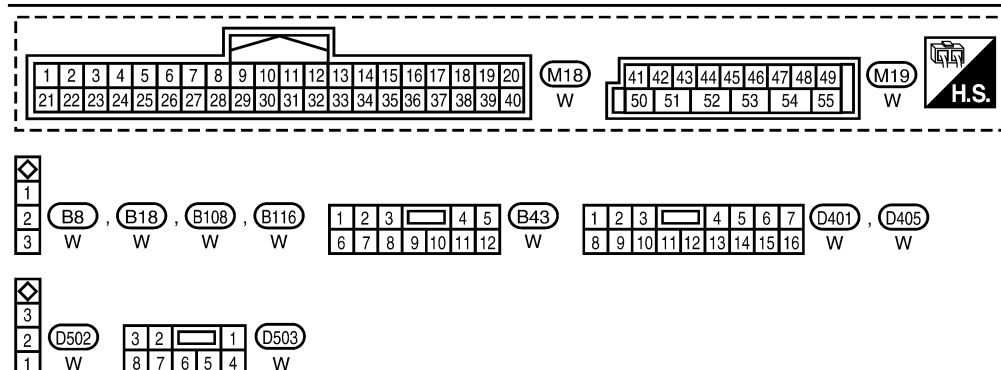 1 2 3 4 5 6 7 8 9 10 11 12 13 14 15 16 17 18 19 20 M18 41 42 43 44 45 46 47 48 49 M19
21 22 23 24 25 26 27 28 29 30 31 32 33 34 35 36 37 38 39 40 W 50 51 52 53 54 55 W H.S.
1
2 B8 , B18 , B108 , B116 1 2 3 4 5 B43 1 2 3 4 5 6 7 D401 , D405
3 W W W W 6 7 8 9 10 11 12 W 8 9 10 11 12 13 14 15 16 W W
3
2 D502 3 2 1 D503
1 W 8 7 6 5 4 W